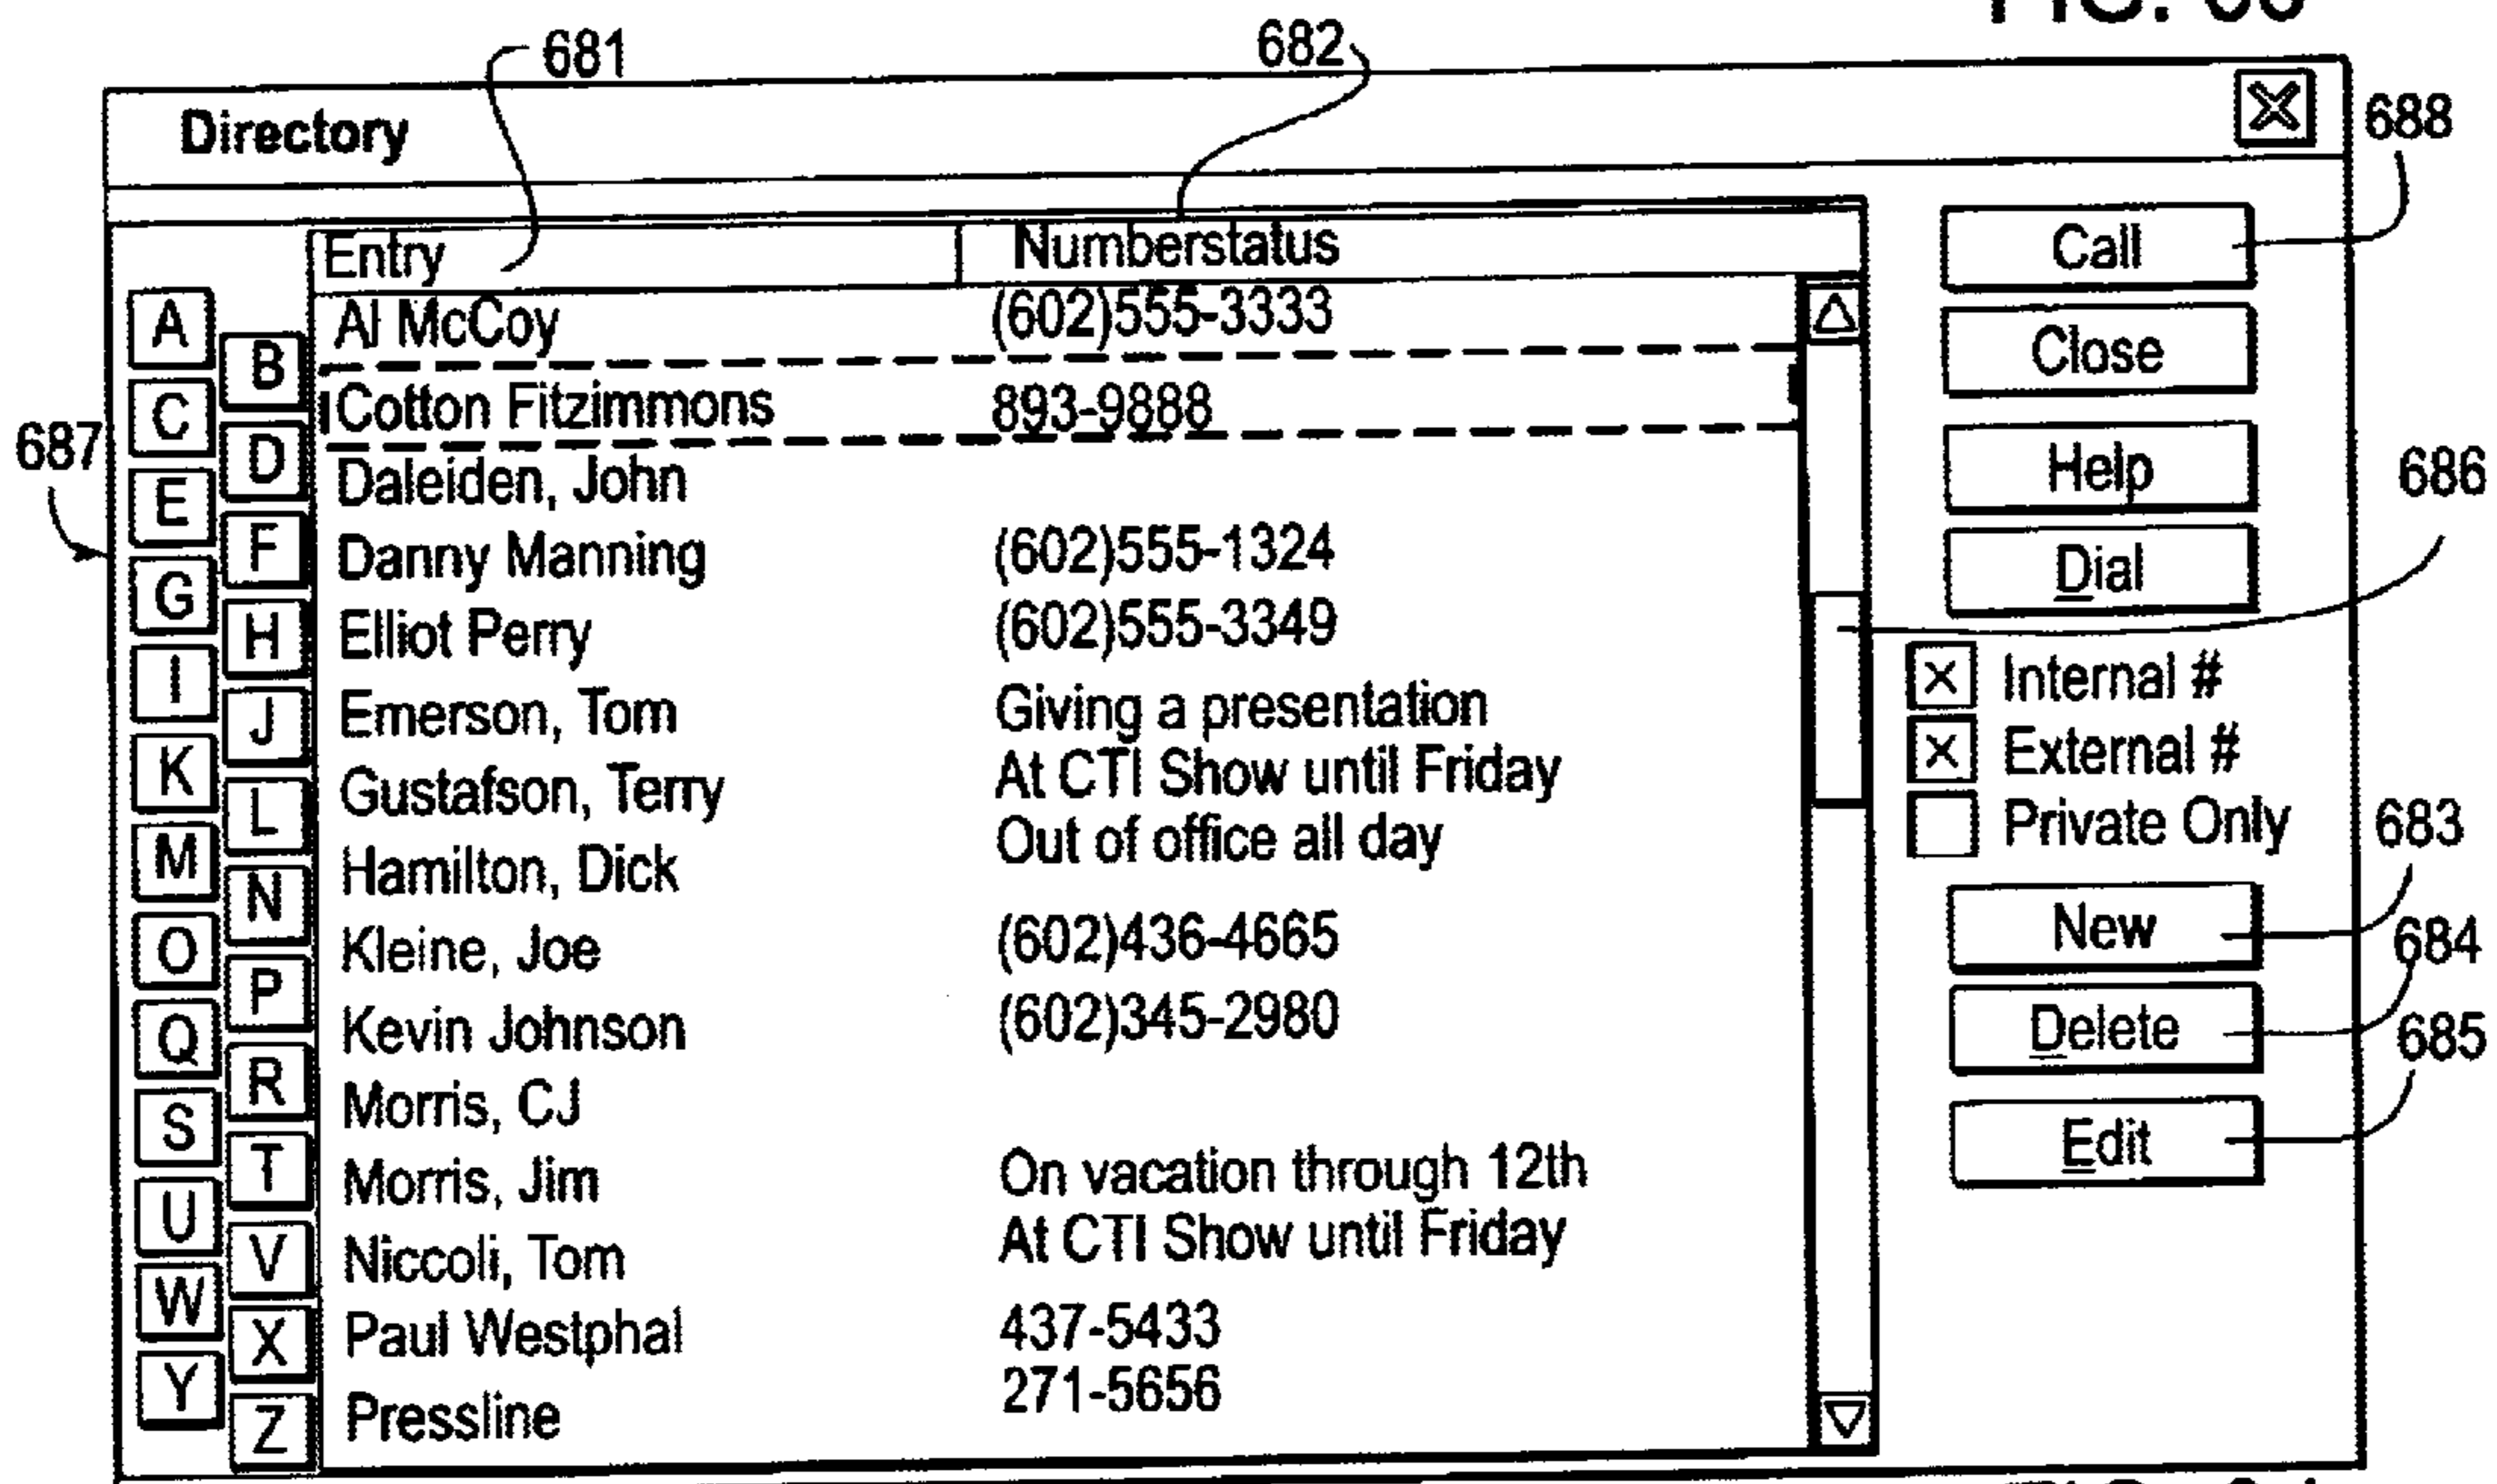 681
682
Directory
688
Entry Numberstatus
Al McCoy (602)555-3333
Cotton Fitzimmons 893-9888
Daleiden, John
Danny Manning (602)555-1324
Elliot Perry (602)555-3349
Emerson, Tom Giving a presentation
Gustafson, Terry At CTI Show until Friday
Hamilton, Dick Out of office all day
Kleine, Joe (602)436-4665
Kevin Johnson (602)345-2980
Morris, CJ
Morris, Jim On vacation through 12th
Niccoli, Tom At CTI Show until Friday
Paul Westphal 437-5433
Pressline 271-5656
687
A
B
C
D
E
F
G
H
I
J
K
L
M
N
O
P
Q
R
S
T
U
V
W
X
Y
Z
Call
Close
Help
686
Dial
Internal #
External #
Private Only
683
New
684
Delete
685
Edit